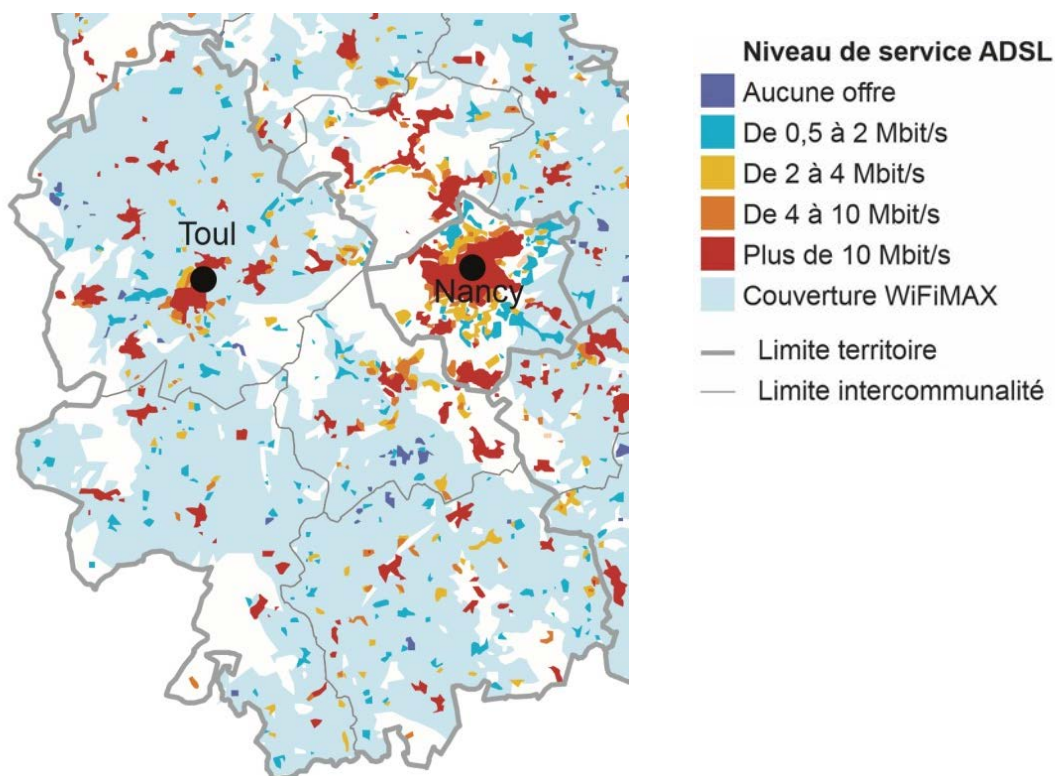 Toul
Nancy
Niveau de service ADSL
Aucune offre
De 0,5 à 2 Mbit/s
De 2 à 4 Mbit/s
De 4 à 10 Mbit/s
Plus de 10 Mbit/s
Couverture WiFiMAX
Limite territoire
Limite intercommunalité